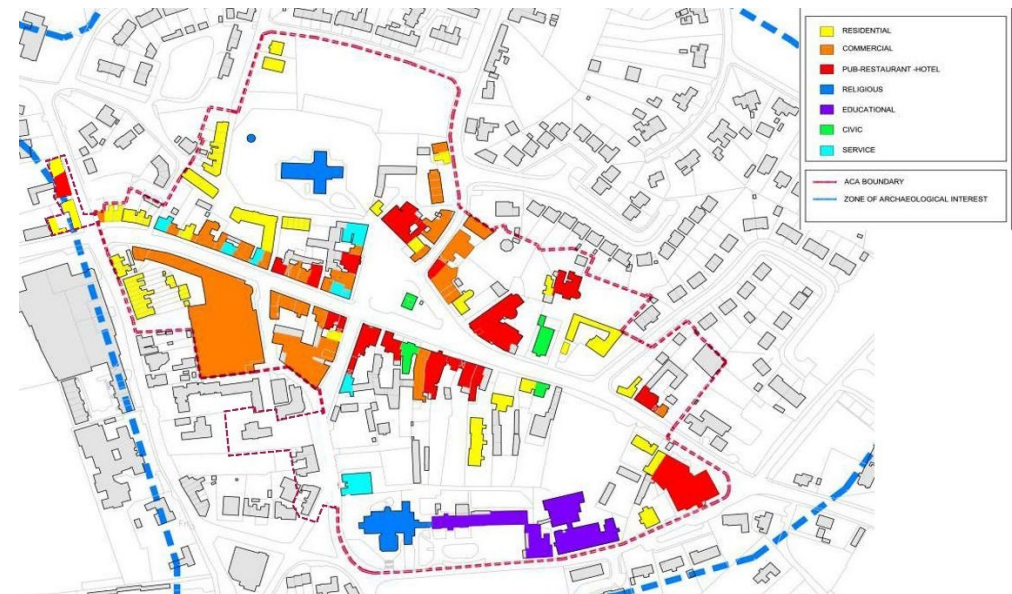 RESIDENTIAL
COMMERCIAL
PUB-RESTAURANT -HOTEL
RELIGIOUS
EDUCATIONAL
CIVIC
SERVICE
ACA BOUNDARY
ZONE OF ARCHAEOLOGICAL INTEREST